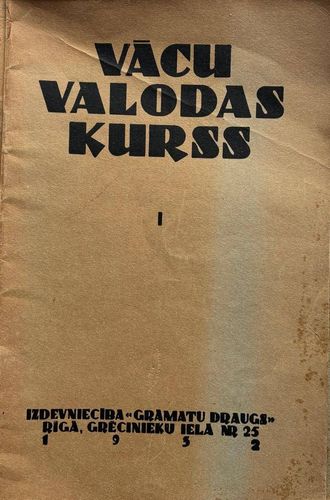 VĀCU
VALODAS
KURSS
I
IZDEVNIECĪBA «GRĀMATU DRAUGS»
RĪGĀ, GRĒCINIEKU IELĀ NR. 25
1 9 3 2